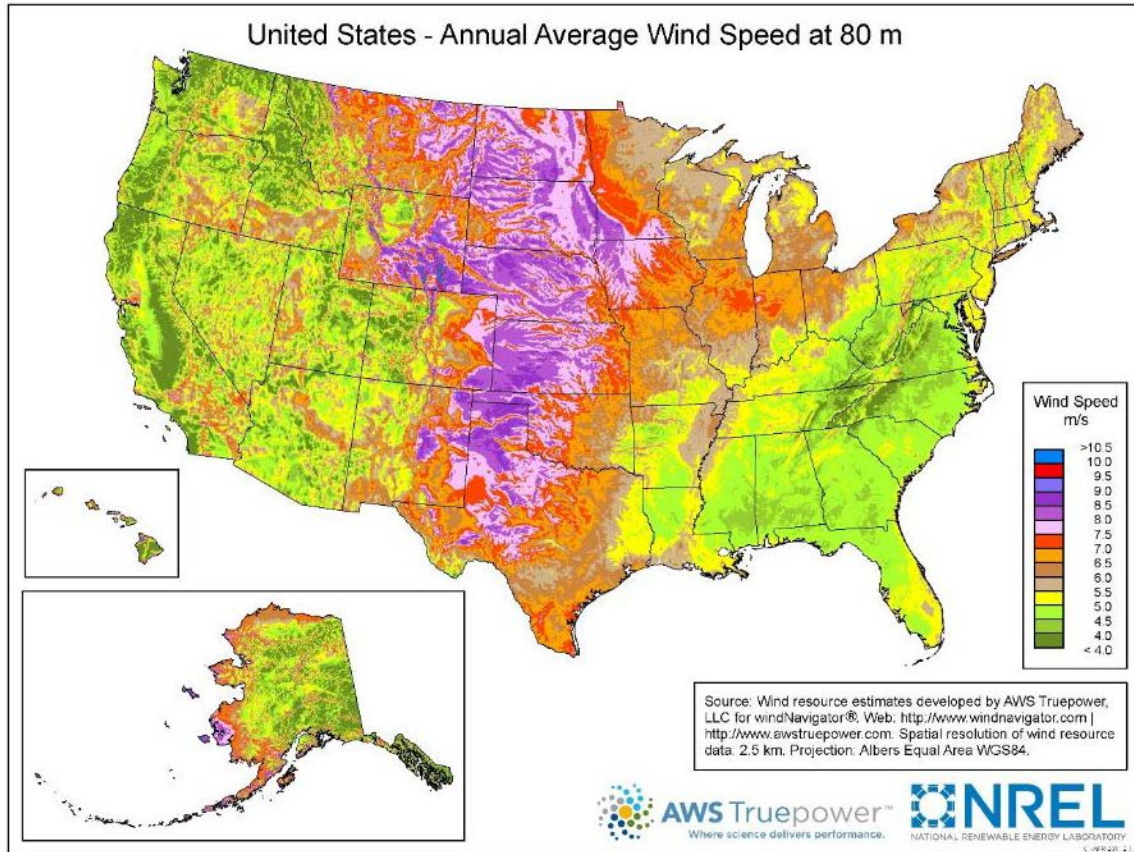 United States - Annual Average Wind Speed at 80 m
Wind Speed
m/s
>10.5
10.0
9.5
9.0
8.5
8.0
7.5
7.0
6.5
6.0
5.5
5.0
4.5
4.0
< 4.0
Source: Wind resource estimates developed by AWS Truepower,
LLC for windNavigator®. Web: http://www.windnavigator.com |
http://www.awstruepower.com. Spatial resolution of wind resource
data: 2.5 km. Projection: Albers Equal Area WGS84.
AWS Truepower™
Where science delivers performance.
NREL
NATIONAL RENEWABLE ENERGY LABORATORY